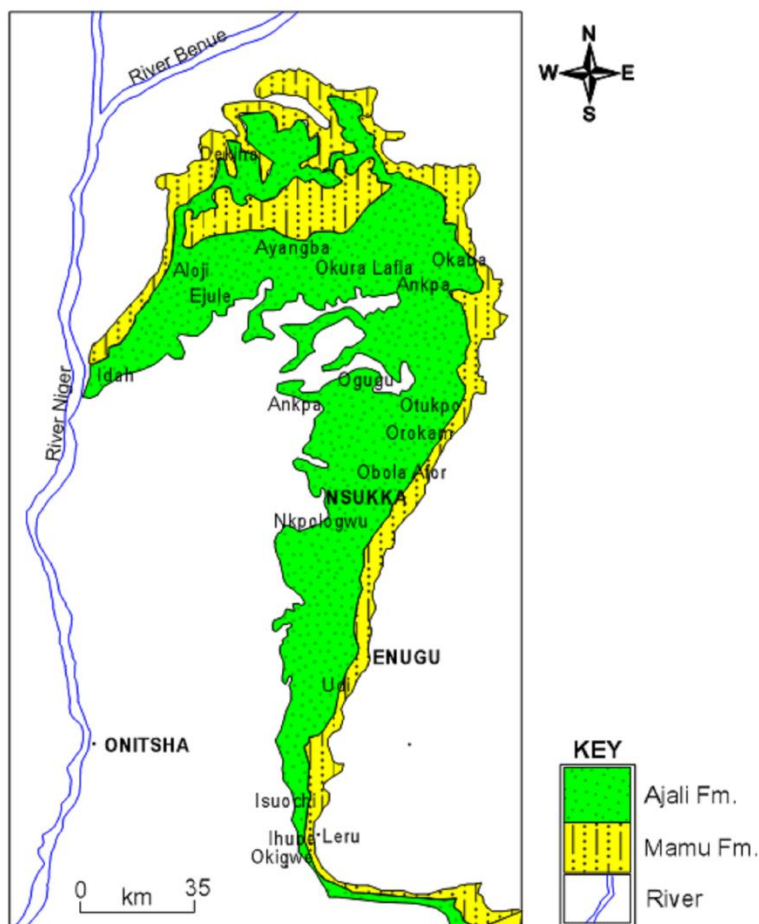 River Benue
N
W E
S
Dekina
Ayangba
Okaba
Aloji
Okura Lafia
Ankpa
Ejule
Idah
Ogugu
River Niger
Ankpa
Otukpo
Orokam
Obola Afor
NSUKKA
Nkpologwu
ENUGU
Udi
ONITSHA
KEY
Ajali Fm.
Isuochi
Ihube
Leru
Mamu Fm.
Okigwe
0 35
km
River